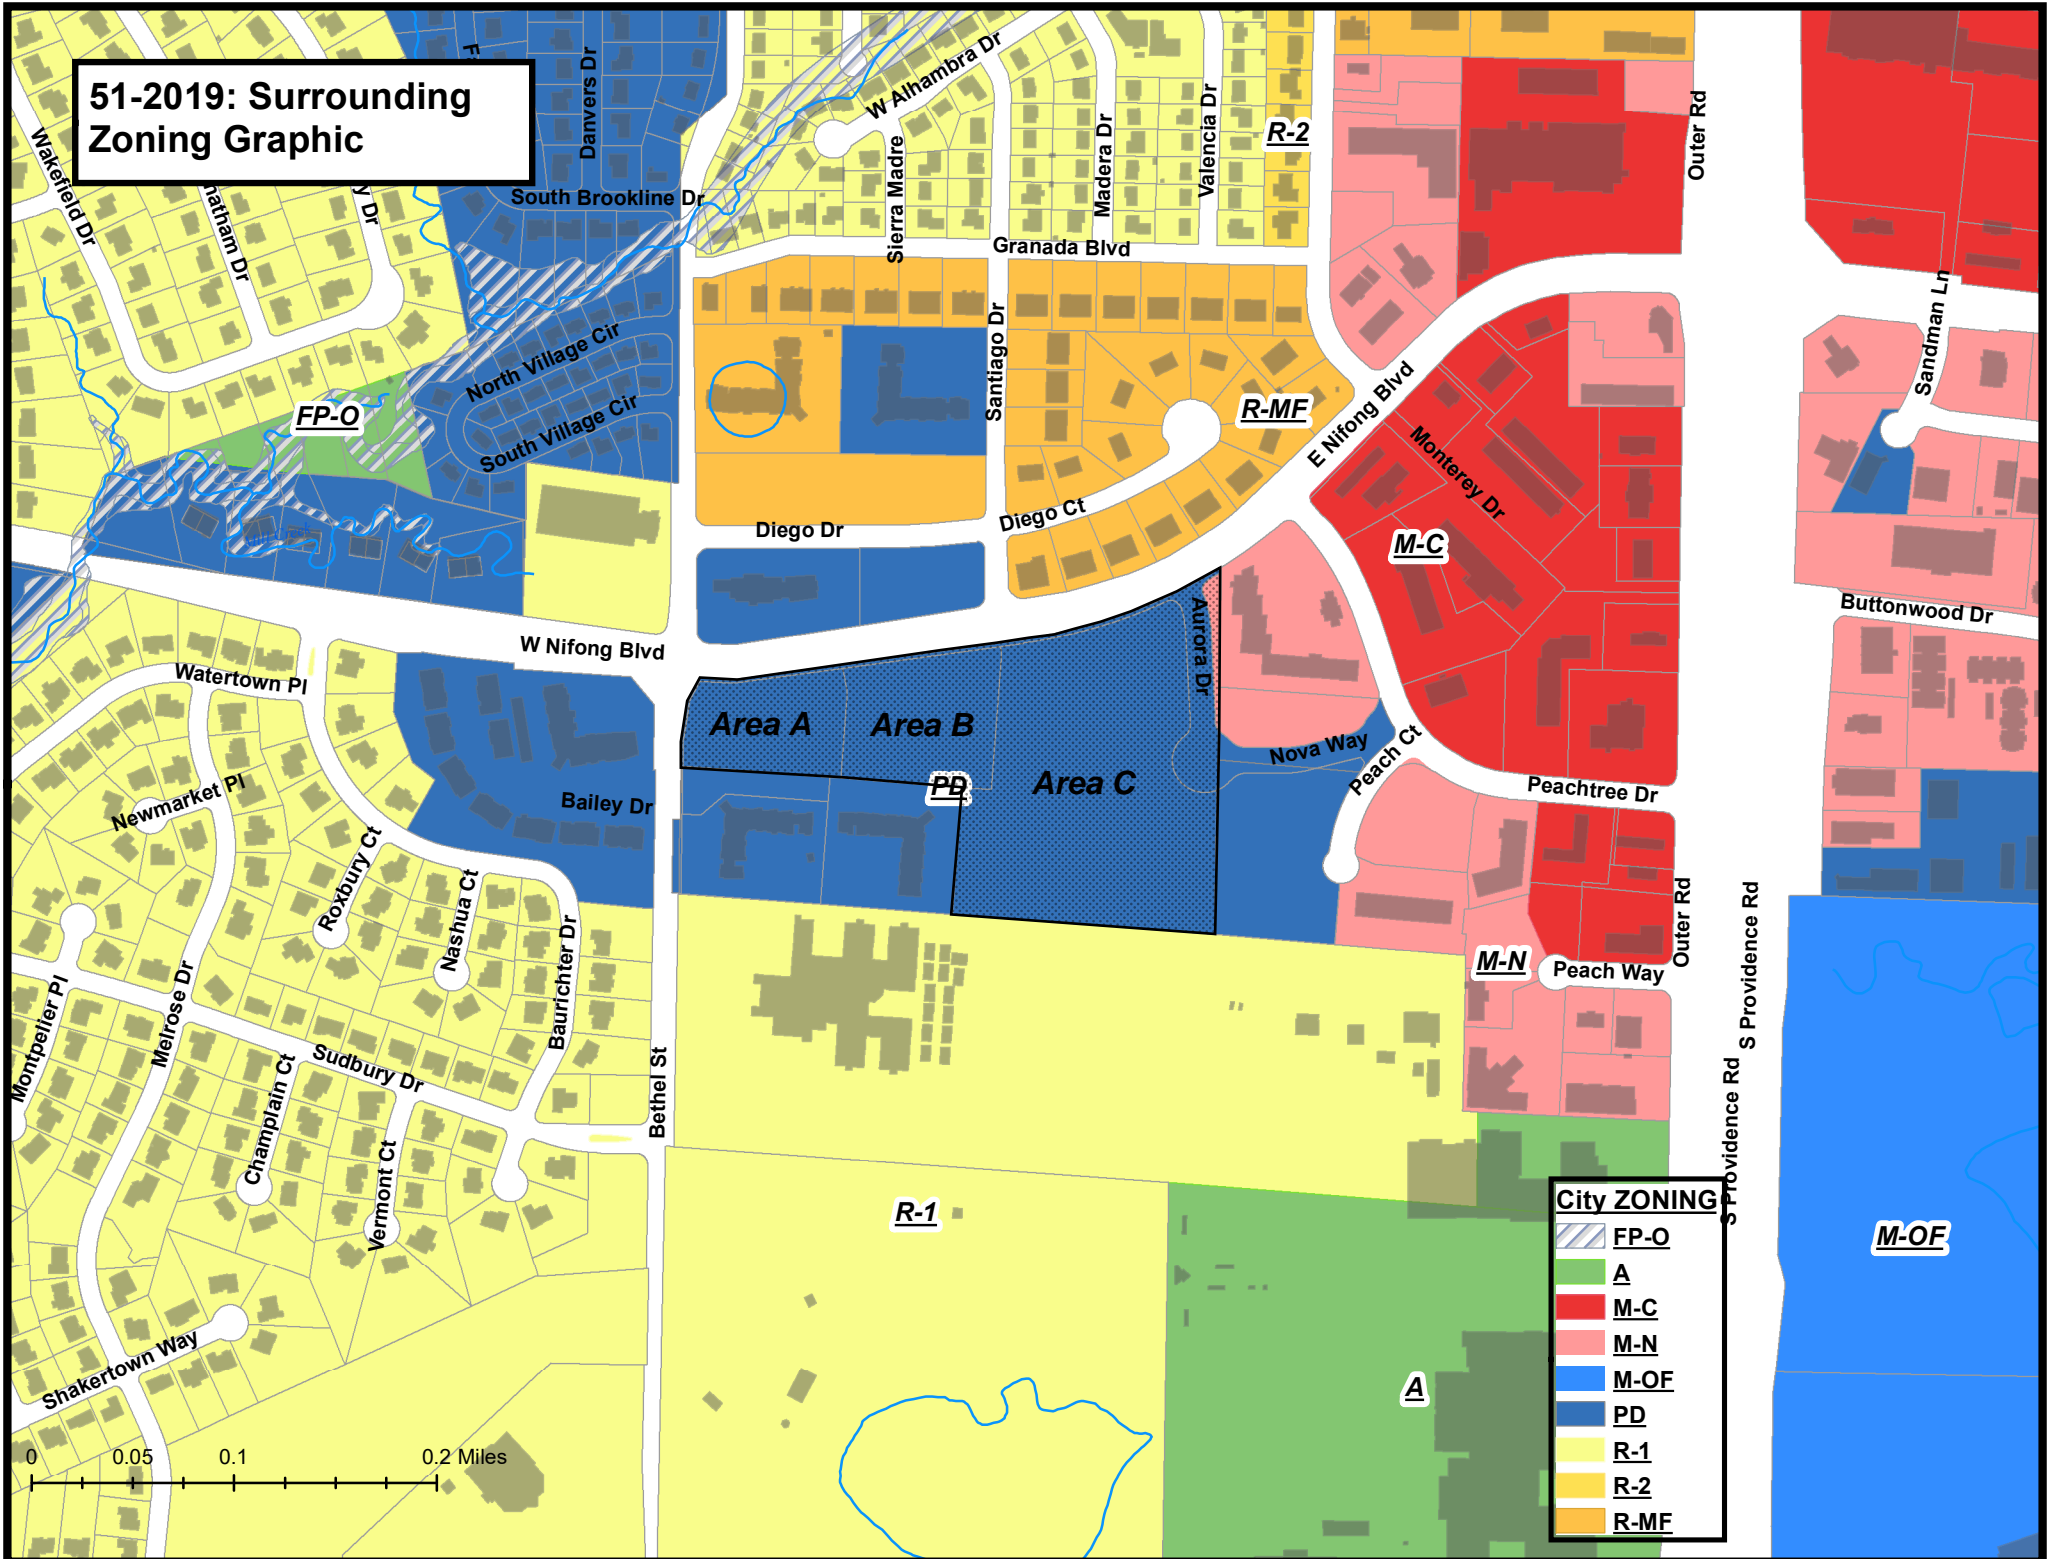 51-2019: Surrounding
Zoning Graphic
Danvers Dr
W Alhambra Dr
Wakefield Dr
South Brookline Dr
Sierra Madre
Madera Dr
Valencia Dr
R-2
Outer Rd
Granada Blvd
Sandman Ln
North Village Cir
South Village Cir
FP-O
Santiago Dr
R-MF
E Nifong Blvd
Monterey Dr
Diego Dr
Diego Ct
M-C
Buttonwood Dr
W Nifong Blvd
Aurora Dr
Watertown Pl
Area A
Area B
Area C
PD
Nova Way
Peach Ct
Peachtree Dr
Newmarket Pl
Bailey Dr
Roxbury Ct
Nashua Ct
Baurichter Dr
Outer Rd
S Providence Rd
M-N
Peach Way
Montpelier Pl
Melrose Dr
Sudbury Dr
Champlain Ct
Vermont Ct
Bethel St
S Providence Rd
R-1
M-OF
A
Shakertown Way
0 0.05 0.1 0.2 Miles
City ZONING
FP-O
A
M-C
M-N
M-OF
PD
R-1
R-2
R-MF